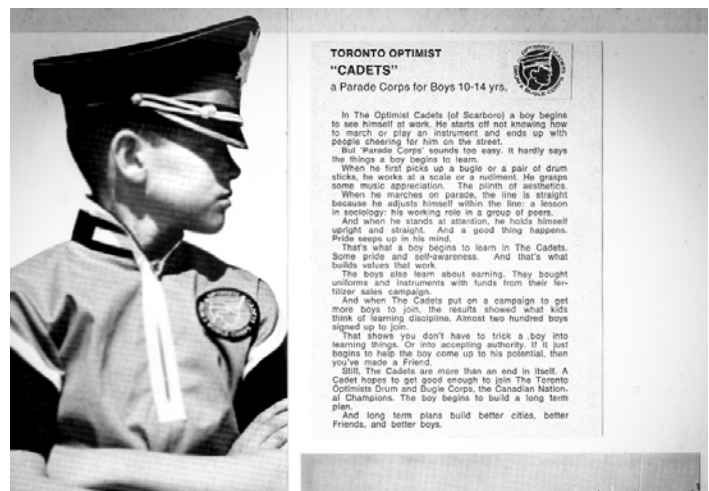 TORONTO OPTIMIST
"CADETS"
a Parade Corps for Boys 10-14 yrs.
OPTIMIST CADETS
DRUM & BUGLE CORPS
In The Optimist Cadets (of Scarboro) a boy begins
to see himself at work. He starts off not knowing how
to march or play an instrument and ends up with
people cheering for him on the street.
But 'Parade Corps' sounds too easy. It hardly says
the things a boy begins to learn.
When he first picks up a bugle or a pair of drum
sticks, he works at a scale or a rudiment. He grasps
some music appreciation. The plinth of aesthetics.
When he marches on parade, the line is straight
because he adjusts himself within the line: a lesson
in sociology: his working role in a group of peers.
And when he stands at attention, he holds himself
upright and straight. And a good thing happens.
Pride seeps up in his mind.
That's what a boy begins to learn in The Cadets.
Some pride and self-awareness. And that's what
builds values that work.
The boys also learn about earning. They bought
uniforms and instruments with funds from their fer-
tilizer sales campaign.
And when The Cadets put on a campaign to get
more boys to join, the results showed what kids
think of learning discipline. Almost two hundred boys
signed up to join.
That shows you don't have to trick a boy into
learning things. Or into accepting authority. If it just
begins to help the boy come up to his potential, then
you've made a Friend.
Still, The Cadets are more than an end in itself. A
Cadet hopes to get good enough to join The Toronto
Optimists Drum and Bugle Corps, the Canadian Nation-
al Champions. The boy begins to build a long term
plan.
And long term plans build better cities, better
Friends, and better boys.